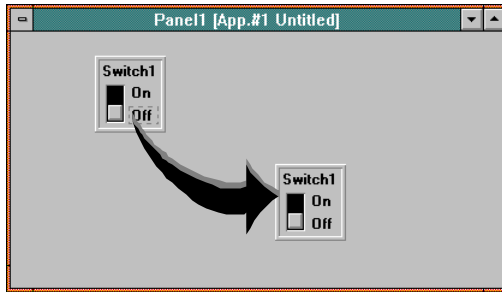 Panel1 [App.#1 Untitled]
Switch1
On
Off
Switch1
On
Off